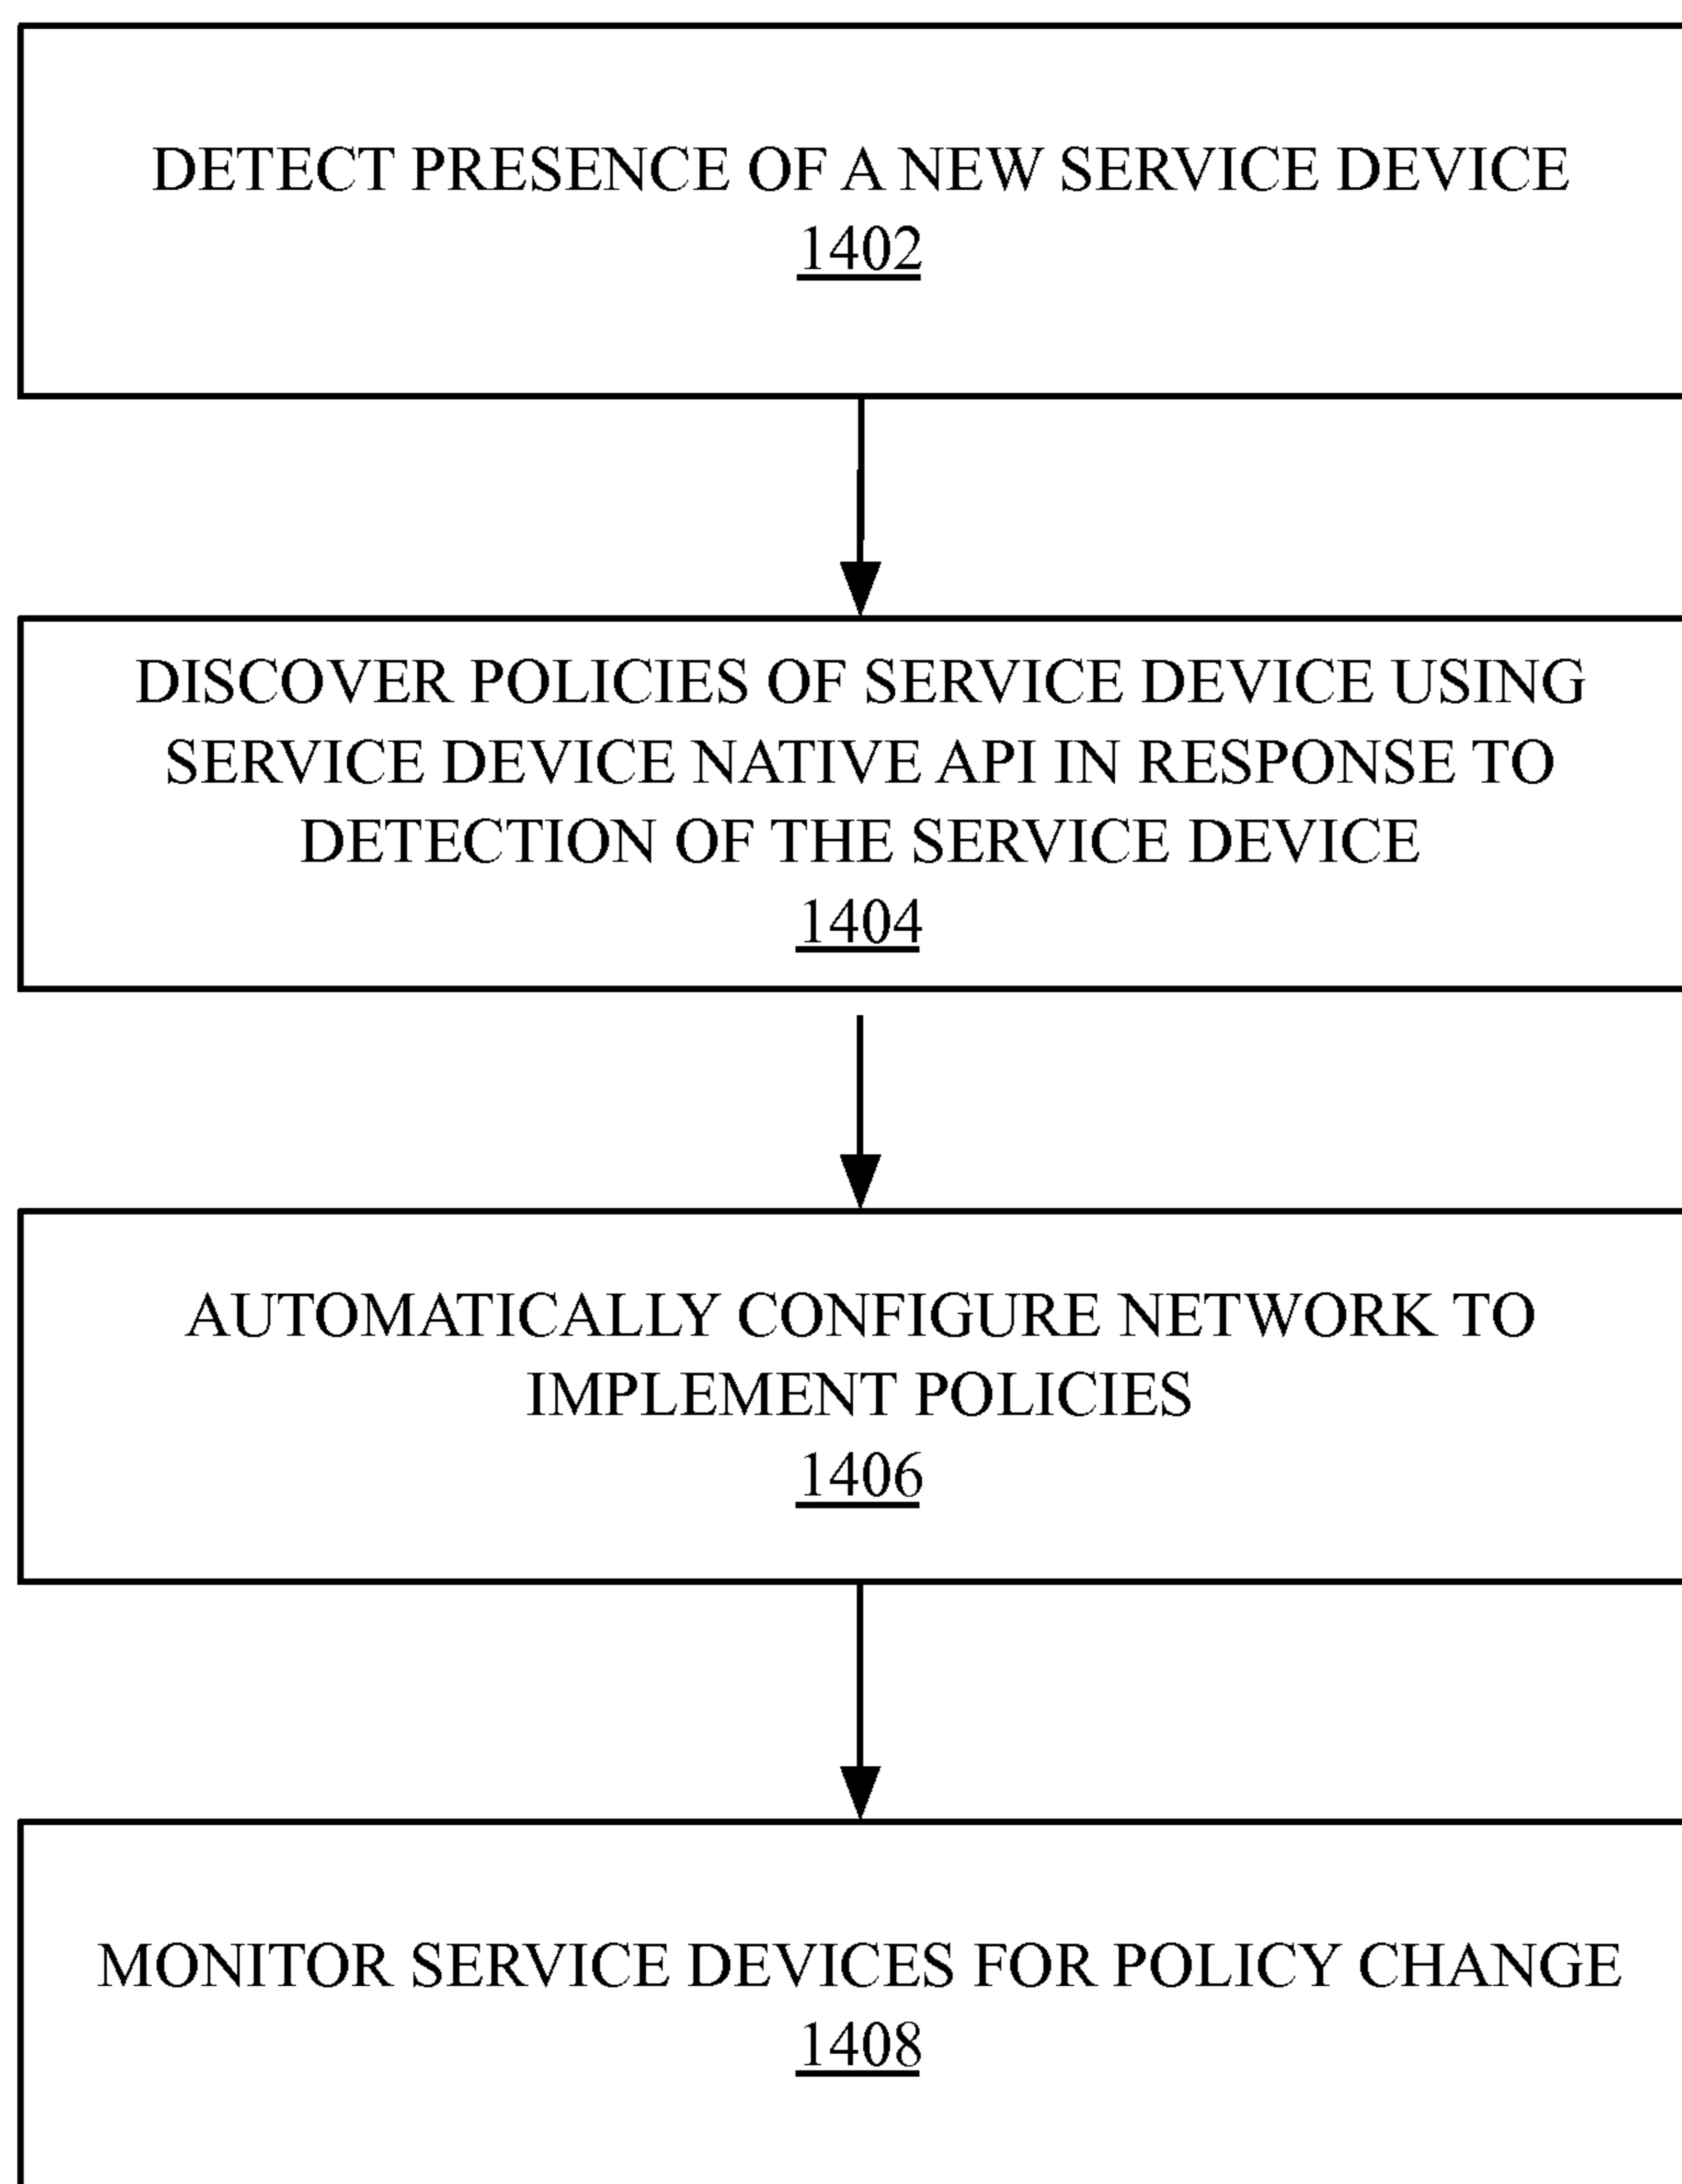 DETECT PRESENCE OF A NEW SERVICE DEVICE
1402
DISCOVER POLICIES OF SERVICE DEVICE USING
SERVICE DEVICE NATIVE API IN RESPONSE TO
DETECTION OF THE SERVICE DEVICE
1404
AUTOMATICALLY CONFIGURE NETWORK TO
IMPLEMENT POLICIES
1406
MONITOR SERVICE DEVICES FOR POLICY CHANGE
1408